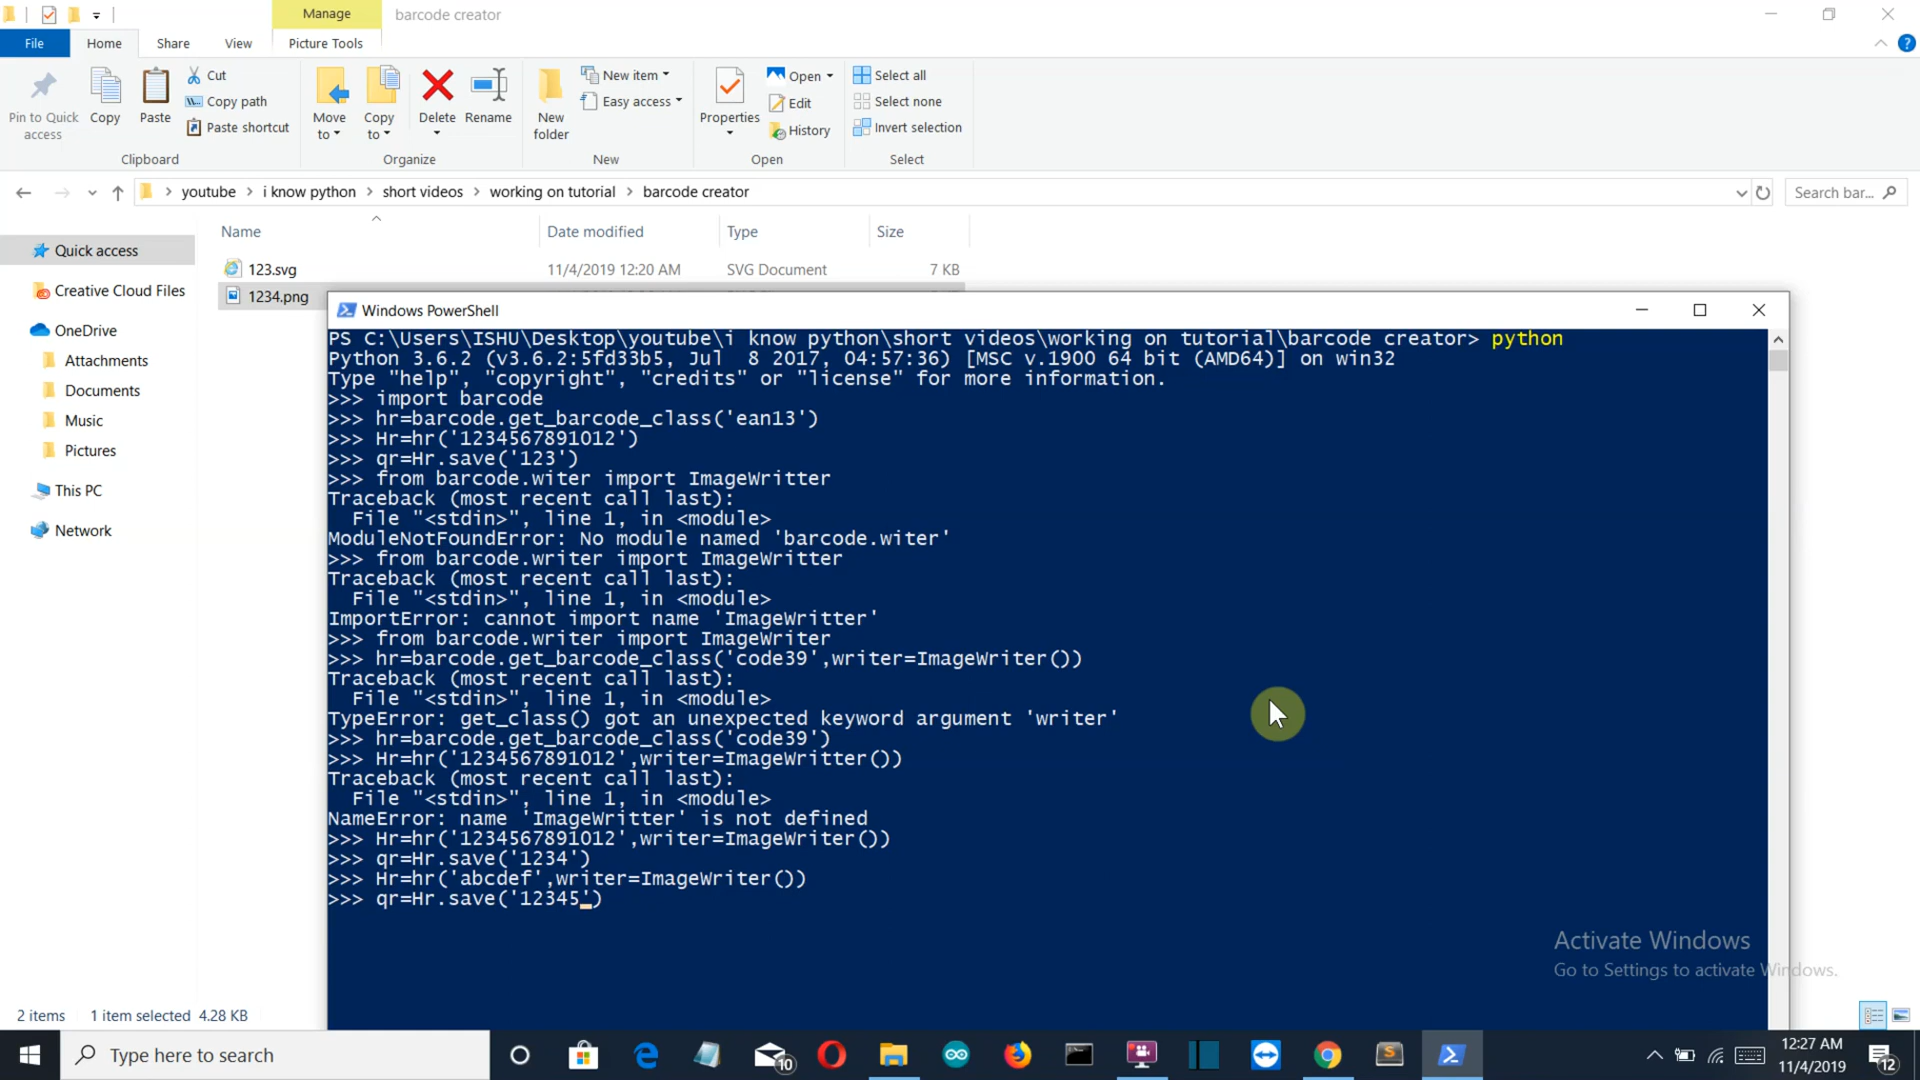 Manage
barcode creator
File
Home
Share
View
Picture Tools
Pin to Quick access
Copy
Paste
Cut
Copy path
Paste shortcut
Clipboard
Move to
Copy to
Delete
Rename
Organize
New folder
New item
Easy access
New
Properties
Open
Edit
History
Open
Select all
Select none
Invert selection
Select
youtube > i know python > short videos > working on tutorial > barcode creator
Search bar...
Name
Date modified
Type
Size
Quick access
Creative Cloud Files
OneDrive
Attachments
Documents
Music
Pictures
This PC
Network
123.svg 11/4/2019 12:20 AM SVG Document 7 KB
1234.png
Windows PowerShell
PS C:\Users\ISHU\Desktop\youtube\i know python\short videos\working on tutorial\barcode creator> python
Python 3.6.2 (v3.6.2:5fd33b5, Jul  8 2017, 04:57:36) [MSC v.1900 64 bit (AMD64)] on win32
Type "help", "copyright", "credits" or "license" for more information.
>>> import barcode
>>> hr=barcode.get_barcode_class('ean13')
>>> Hr=hr('1234567891012')
>>> qr=Hr.save('123')
>>> from barcode.witer import ImageWritter
Traceback (most recent call last):
  File "<stdin>", line 1, in <module>
ModuleNotFoundError: No module named 'barcode.witer'
>>> from barcode.writer import ImageWritter
Traceback (most recent call last):
  File "<stdin>", line 1, in <module>
ImportError: cannot import name 'ImageWritter'
>>> from barcode.writer import ImageWriter
>>> hr=barcode.get_barcode_class('code39',writer=ImageWriter())
Traceback (most recent call last):
  File "<stdin>", line 1, in <module>
TypeError: get_class() got an unexpected keyword argument 'writer'
>>> hr=barcode.get_barcode_class('code39')
>>> Hr=hr('1234567891012',writer=ImageWritter())
Traceback (most recent call last):
  File "<stdin>", line 1, in <module>
NameError: name 'ImageWritter' is not defined
>>> Hr=hr('1234567891012',writer=ImageWriter())
>>> qr=Hr.save('1234')
>>> Hr=hr('abcdef',writer=ImageWriter())
>>> qr=Hr.save('12345')
Activate Windows
Go to Settings to activate Windows.
2 items 1 item selected 4.28 KB
Type here to search
10
12:27 AM
11/4/2019
12